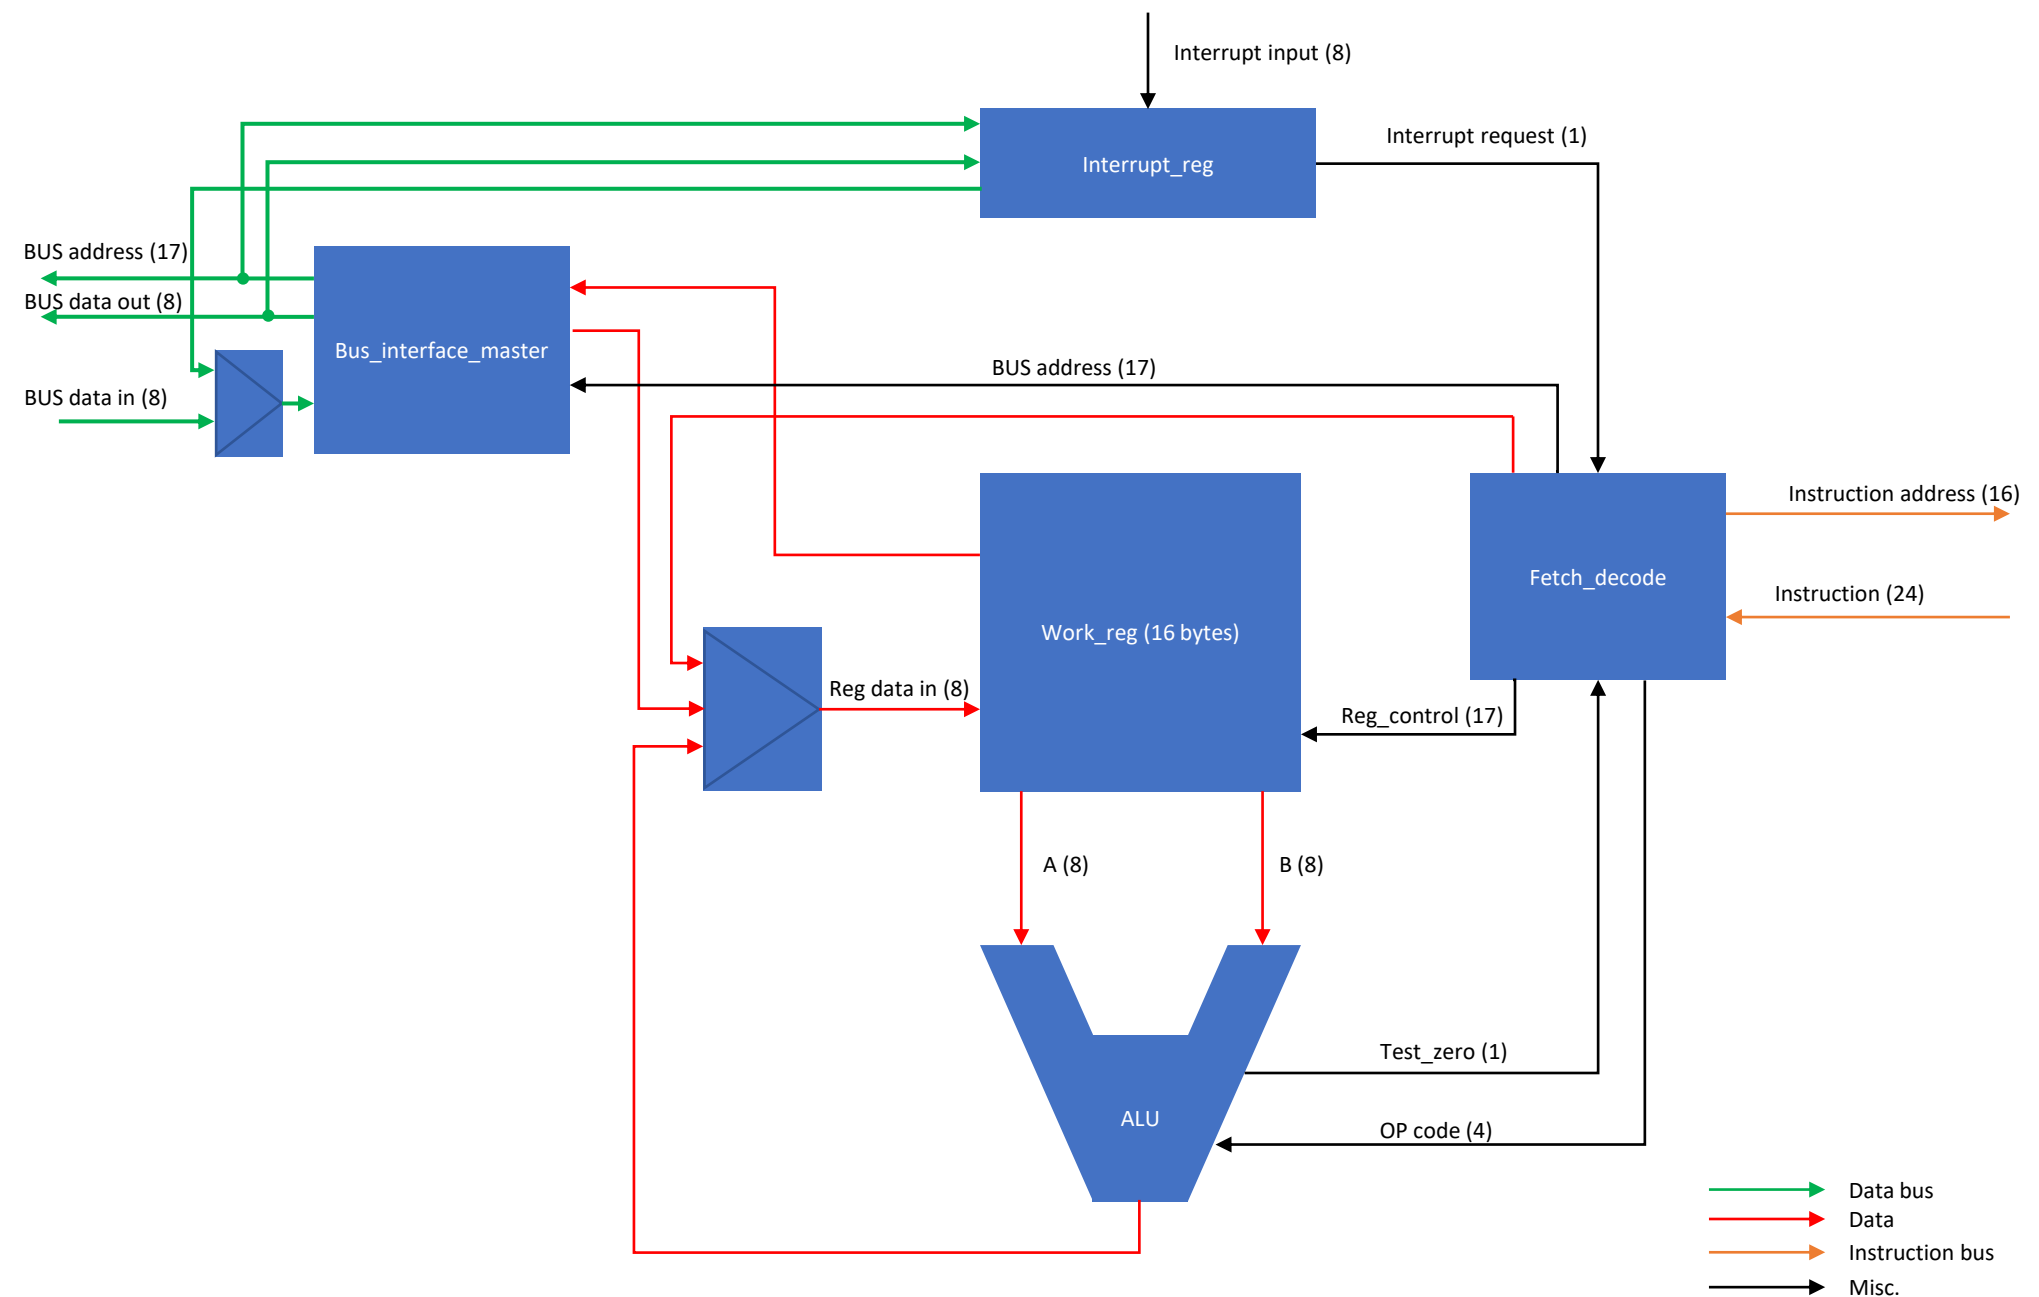 Interrupt input (8)
Interrupt request (1)
Interrupt_reg
BUS address (17)
BUS data out (8)
Bus_interface_master
BUS address (17)
BUS data in (8)
Instruction address (16)
Fetch_decode
Instruction (24)
Work_reg (16 bytes)
Reg data in (8)
Reg_control (17)
A (8)
B (8)
Test_zero (1)
ALU
OP code (4)
Data bus
Data
Instruction bus
Misc.